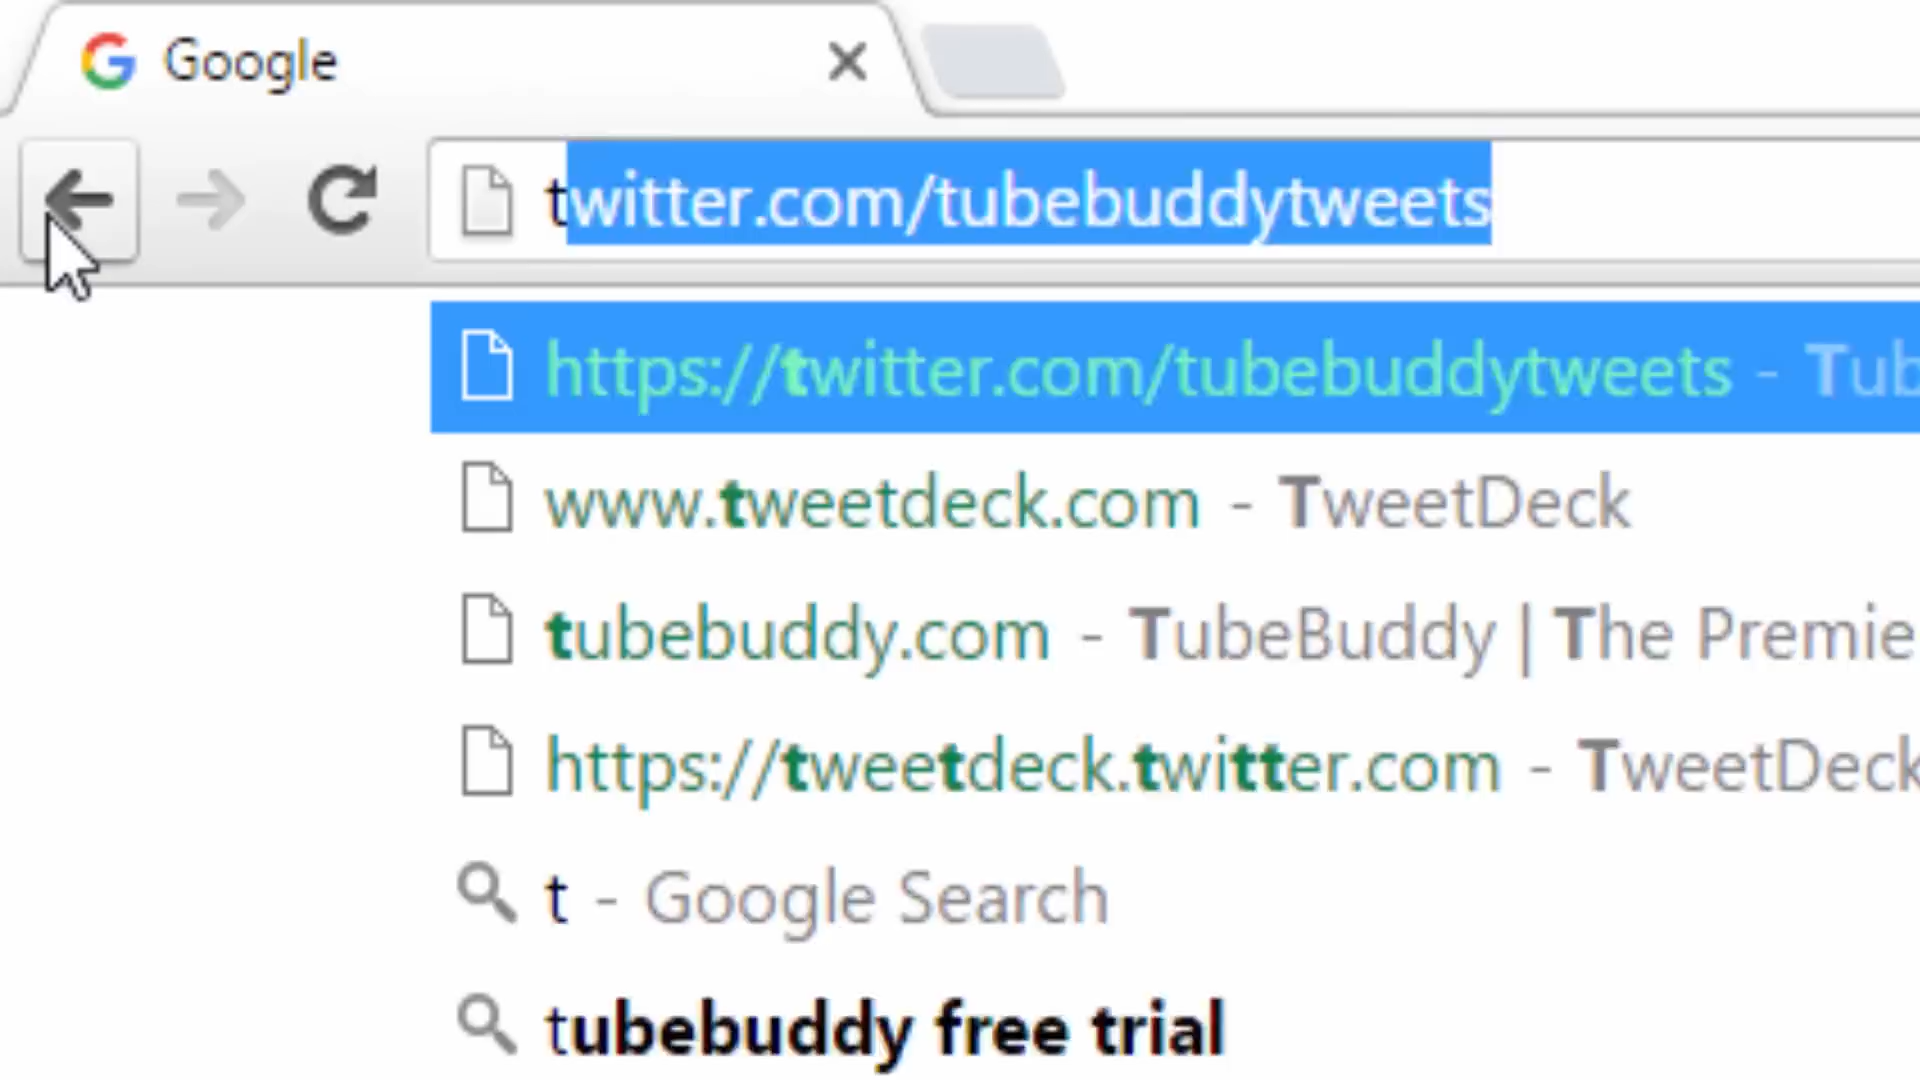 Google
twitter.com/tubebuddytweets
https://twitter.com/tubebuddytweets - Tub
www.tweetdeck.com - TweetDeck
tubebuddy.com - TubeBuddy | The Premie
https://tweetdeck.twitter.com - TweetDeck
t - Google Search
tubebuddy free trial